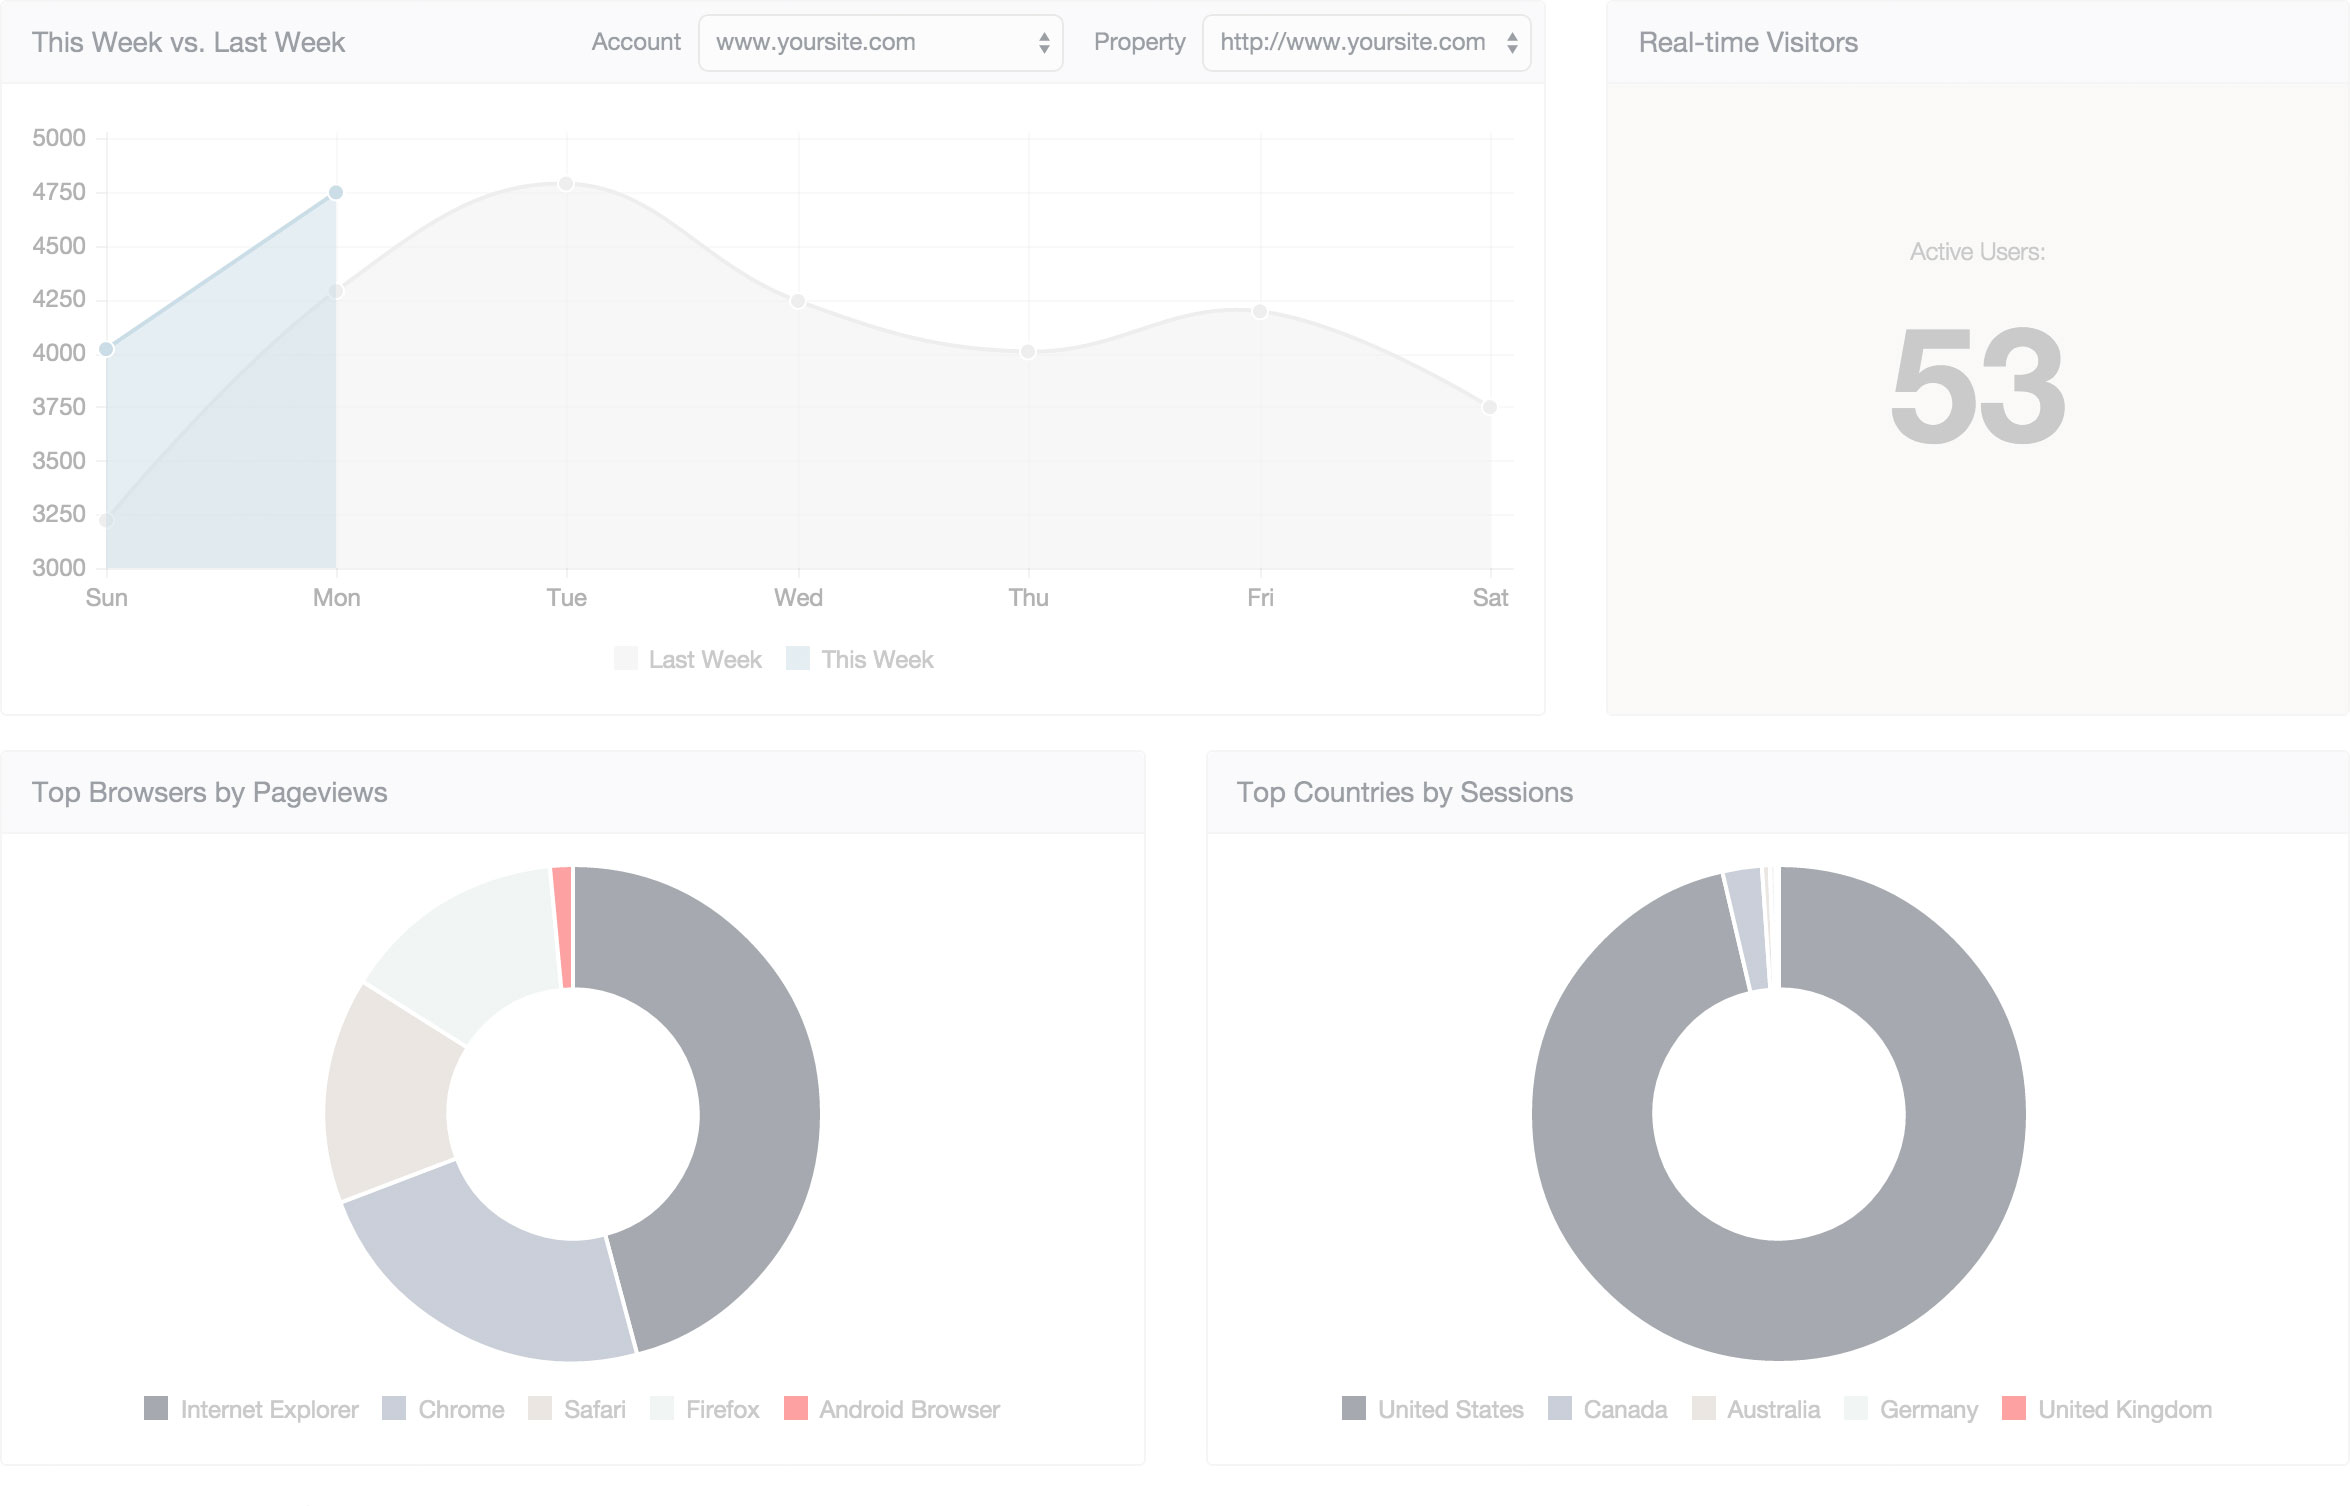 This Week vs. Last Week
Account www.yoursite.com Property http://www.yoursite.com
5000
4750
4500
4250
4000
3750
3500
3250
3000
Sun Mon Tue Wed Thu Fri Sat
Last Week This Week
Real-time Visitors
Active Users:
53
Top Browsers by Pageviews
Internet Explorer Chrome Safari Firefox Android Browser
Top Countries by Sessions
United States Canada Australia Germany United Kingdom